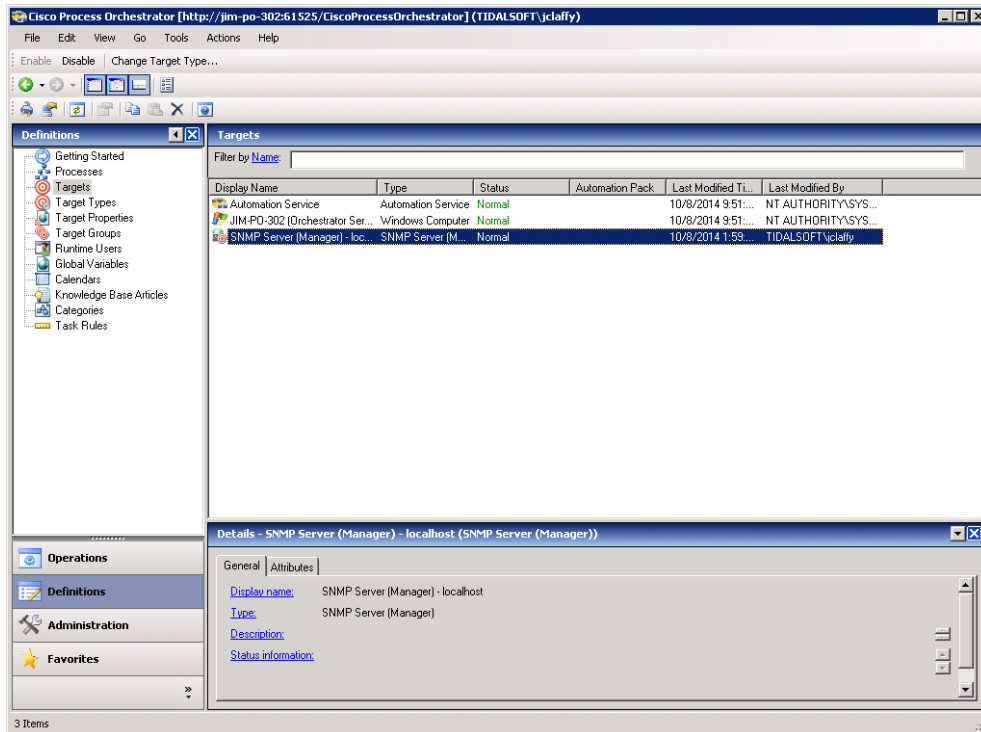 Cisco Process Orchestrator [http://jim-po-302:61525/CiscoProcessOrchestrator] (TIDALSOFT\jclaffy)
File Edit View Go Tools Actions Help
Enable Disable Change Target Type...
Definitions
Getting Started
Processes
Targets
Target Types
Target Properties
Target Groups
Runtime Users
Global Variables
Calendars
Knowledge Base Articles
Categories
Task Rules
Operations
Definitions
Administration
Favorites
Targets
Filter by Name:
Display Name Type Status Automation Pack Last Modified Ti... Last Modified By
Automation Service Automation Service Normal 10/8/2014 9:51:... NT AUTHORITY\SYS...
JIM-PO-302 (Orchestrator Ser... Windows Computer Normal 10/8/2014 9:51:... NT AUTHORITY\SYS...
SNMP Server (Manager) - loc... SNMP Server (M... Normal 10/8/2014 1:59:... TIDALSOFT\jclaffy
Details - SNMP Server (Manager) - localhost (SNMP Server (Manager))
General Attributes
Display name: SNMP Server (Manager) - localhost
Type: SNMP Server (Manager)
Description:
Status information:
3 Items